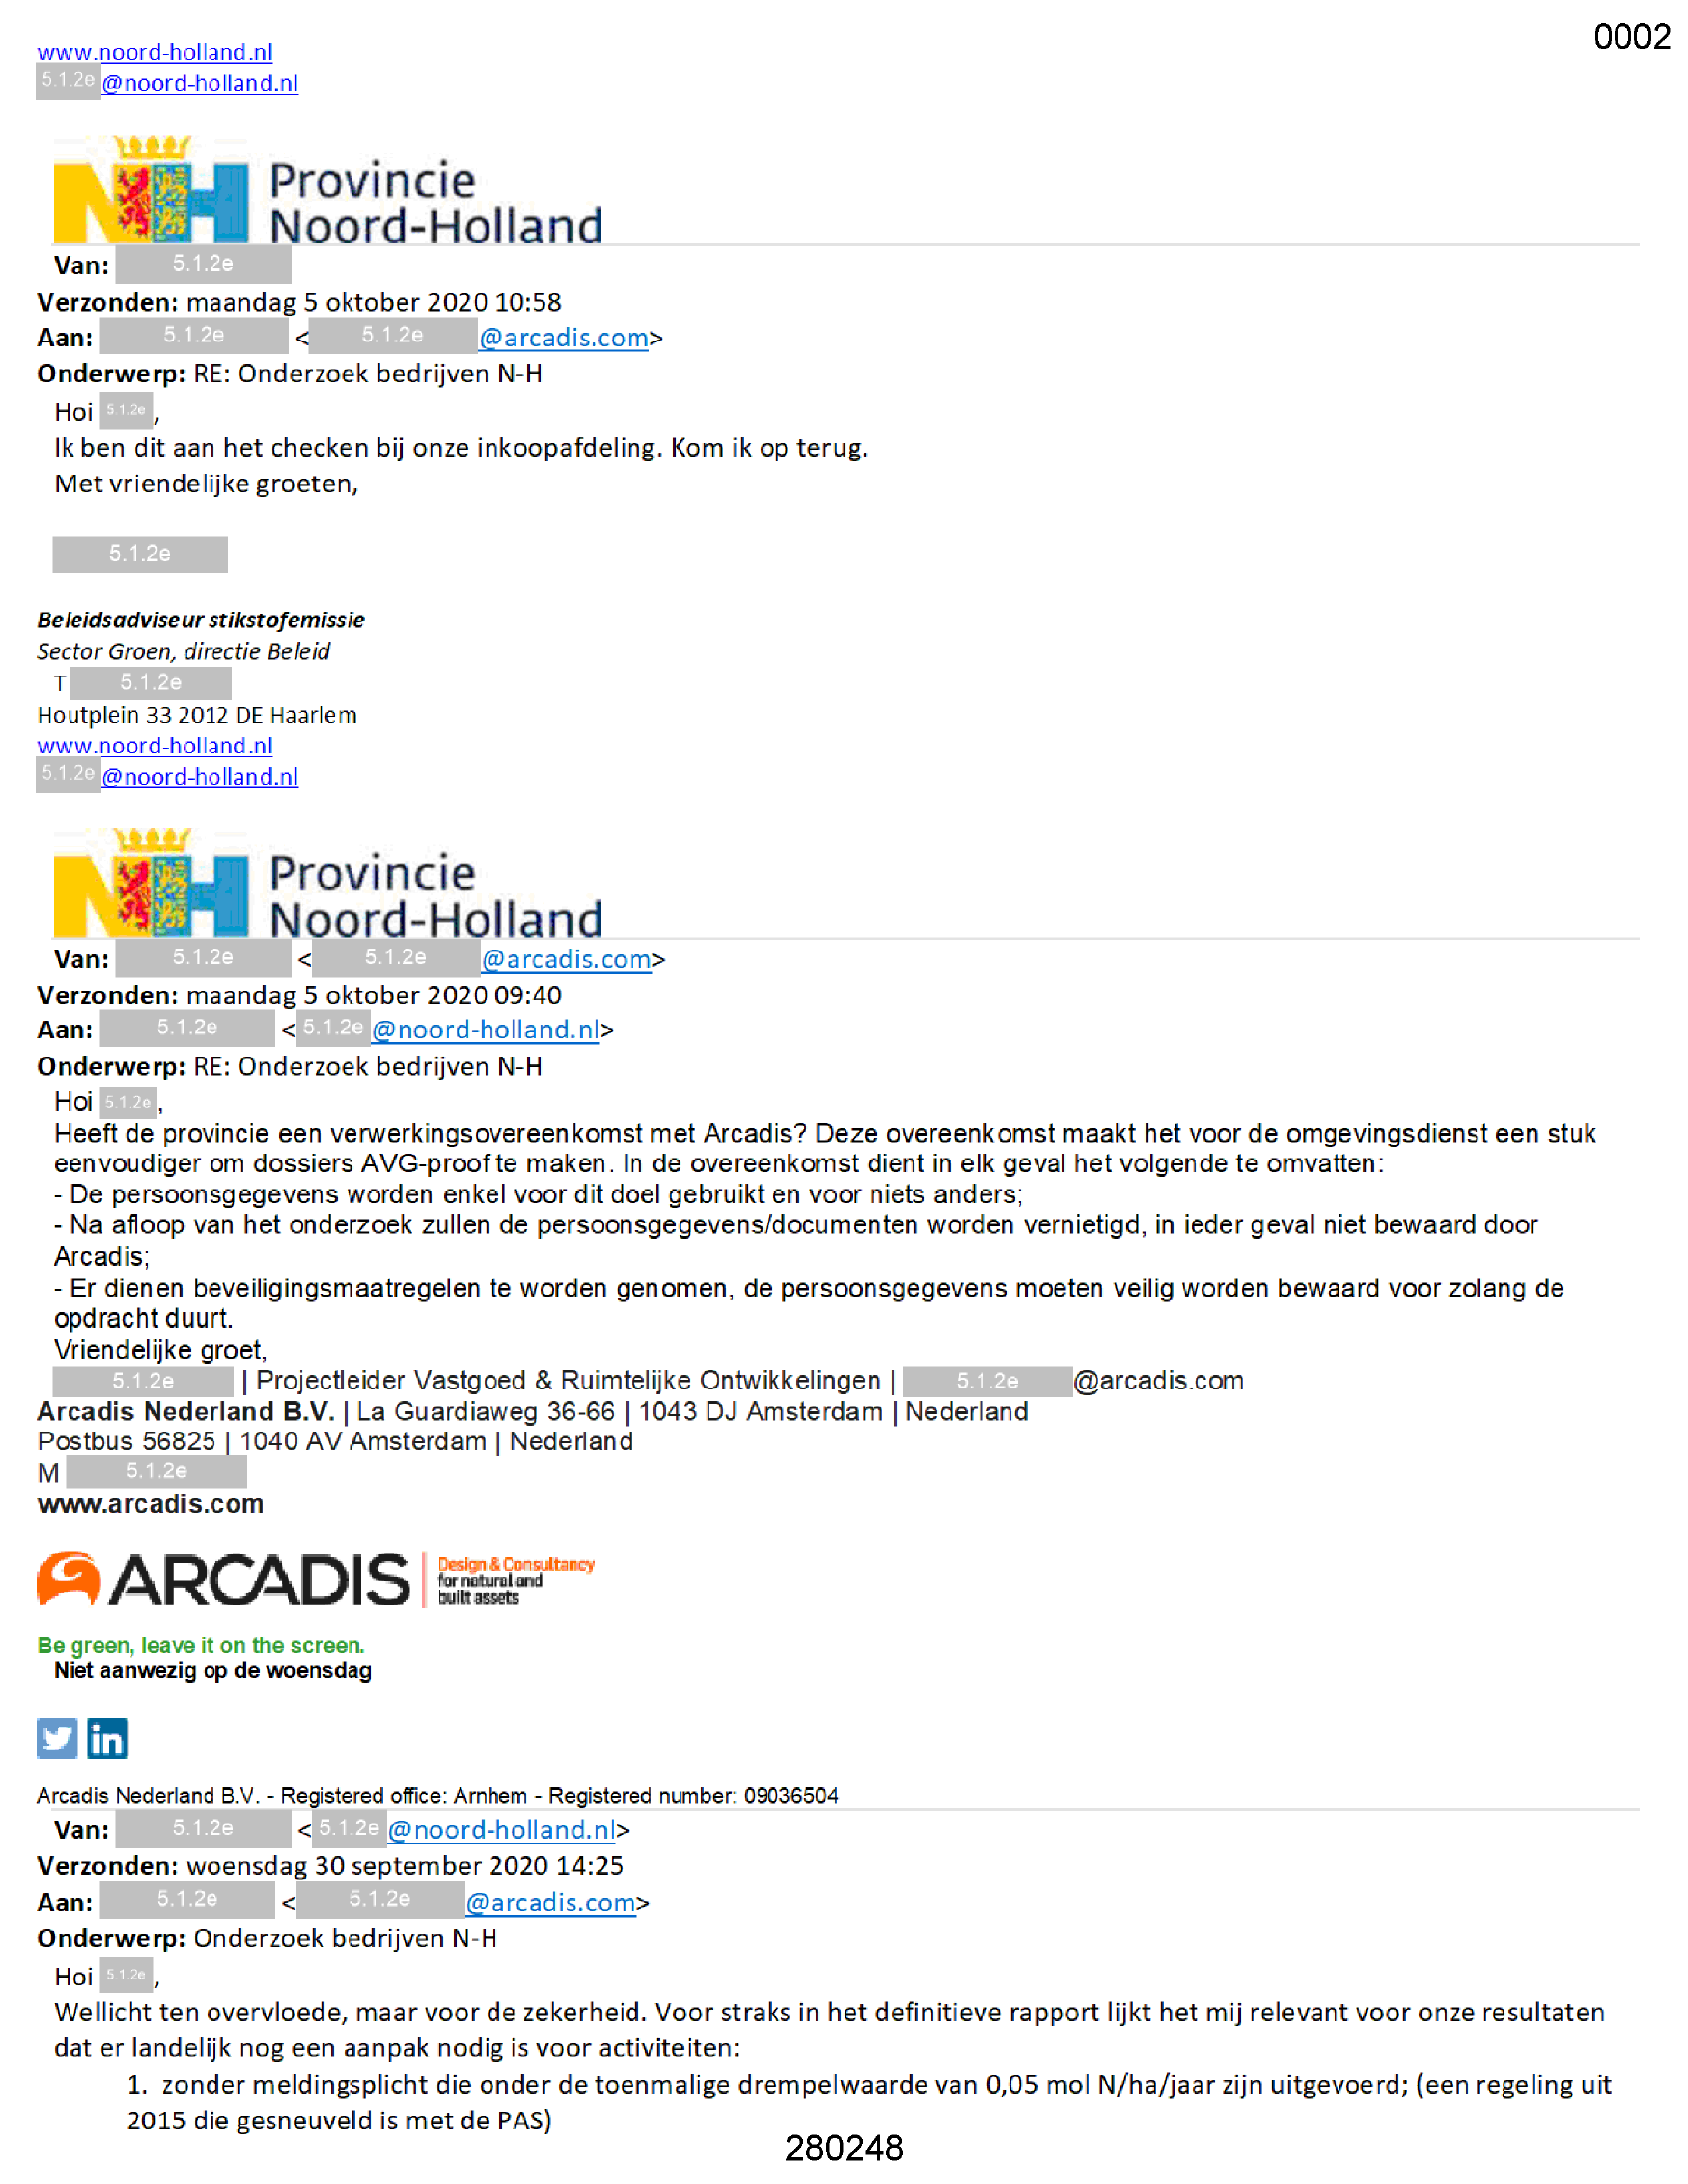 0002
www.noord-holland.nl
5.1.2e @noord-holland.nl
Provincie
Noord-Holland
Van: 5.1.2e
Verzonden: maandag 5 oktober 2020 10:58
Aan: 5.1.2e < 5.1.2e @arcadis.com>
Onderwerp: RE: Onderzoek bedrijven N-H
Hoi 5.1.2e ,
Ik ben dit aan het checken bij onze inkoopafdeling. Kom ik op terug.
Met vriendelijke groeten,
5.1.2e
Beleidsadviseur stikstofemissie
Sector Groen, directie Beleid
T 5.1.2e
Houtplein 33 2012 DE Haarlem
www.noord-holland.nl
5.1.2e @noord-holland.nl
Provincie
Noord-Holland
Van: 5.1.2e < 5.1.2e @arcadis.com>
Verzonden: maandag 5 oktober 2020 09:40
Aan: 5.1.2e < 5.1.2e @noord-holland.nl>
Onderwerp: RE: Onderzoek bedrijven N-H
Hoi 5.1.2e ,
Heeft de provincie een verwerkingsovereenkomst met Arcadis? Deze overeenkomst maakt het voor de omgevingsdienst een stuk
eenvoudiger om dossiers AVG-proof te maken. In de overeenkomst dient in elk geval het volgende te omvatten:
- De persoonsgegevens worden enkel voor dit doel gebruikt en voor niets anders;
- Na afloop van het onderzoek zullen de persoonsgegevens/documenten worden vernietigd, in ieder geval niet bewaard door
Arcadis;
- Er dienen beveiligingsmaatregelen te worden genomen, de persoonsgegevens moeten veilig worden bewaard voor zolang de
opdracht duurt.
Vriendelijke groet,
5.1.2e | Projectleider Vastgoed & Ruimtelijke Ontwikkelingen | 5.1.2e @arcadis.com
Arcadis Nederland B.V. | La Guardiaweg 36-66 | 1043 DJ Amsterdam | Nederland
Postbus 56825 | 1040 AV Amsterdam | Nederland
M 5.1.2e
www.arcadis.com
ARCADIS
Design & Consultancy
for natural and
built assets
Be green, leave it on the screen.
Niet aanwezig op de woensdag
in
Arcadis Nederland B.V. - Registered office: Arnhem - Registered number: 09036504
Van: 5.1.2e < 5.1.2e @noord-holland.nl>
Verzonden: woensdag 30 september 2020 14:25
Aan: 5.1.2e < 5.1.2e @arcadis.com>
Onderwerp: Onderzoek bedrijven N-H
Hoi 5.1.2e ,
Wellicht ten overvloede, maar voor de zekerheid. Voor straks in het definitieve rapport lijkt het mij relevant voor onze resultaten
dat er landelijk nog een aanpak nodig is voor activiteiten:
1. zonder meldingsplicht die onder de toenmalige drempelwaarde van 0,05 mol N/ha/jaar zijn uitgevoerd; (een regeling uit
2015 die gesneuveld is met de PAS)
280248